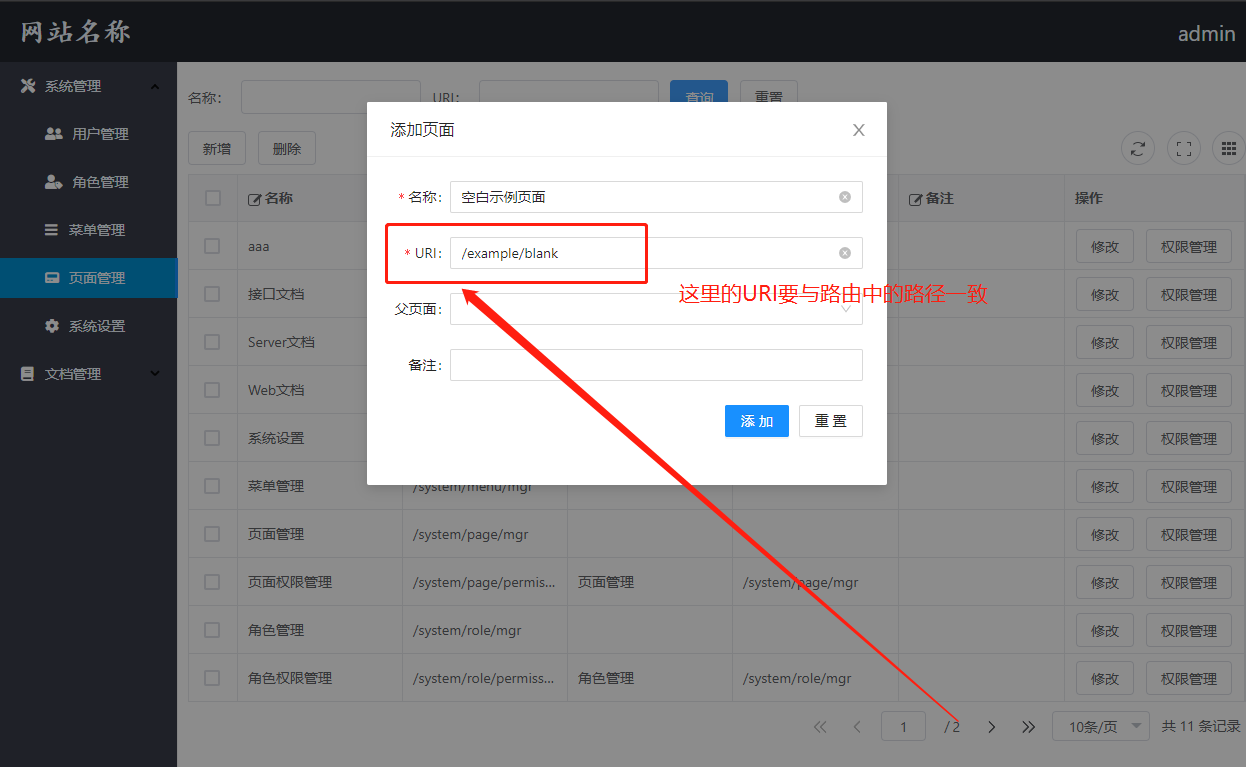 网站名称
admin
系统管理
用户管理
角色管理
菜单管理
页面管理
系统设置
文档管理
名称:
URI:
查询
重置
新增
删除
添加页面
* 名称:
空白示例页面
* URI:
/example/blank
这里的URI要与路由中的路径一致
父页面:
备注:
添 加
重 置
名称
备注
操作
aaa
修改
权限管理
接口文档
修改
权限管理
Server文档
修改
权限管理
Web文档
修改
权限管理
系统设置
修改
权限管理
菜单管理
/system/menu/mgr
修改
权限管理
页面管理
/system/page/mgr
修改
权限管理
页面权限管理
/system/page/permis...
页面管理
/system/page/mgr
修改
权限管理
角色管理
/system/role/mgr
修改
权限管理
角色权限管理
/system/role/permiss...
角色管理
/system/role/mgr
修改
权限管理
1
/ 2
10条/页
共 11 条记录